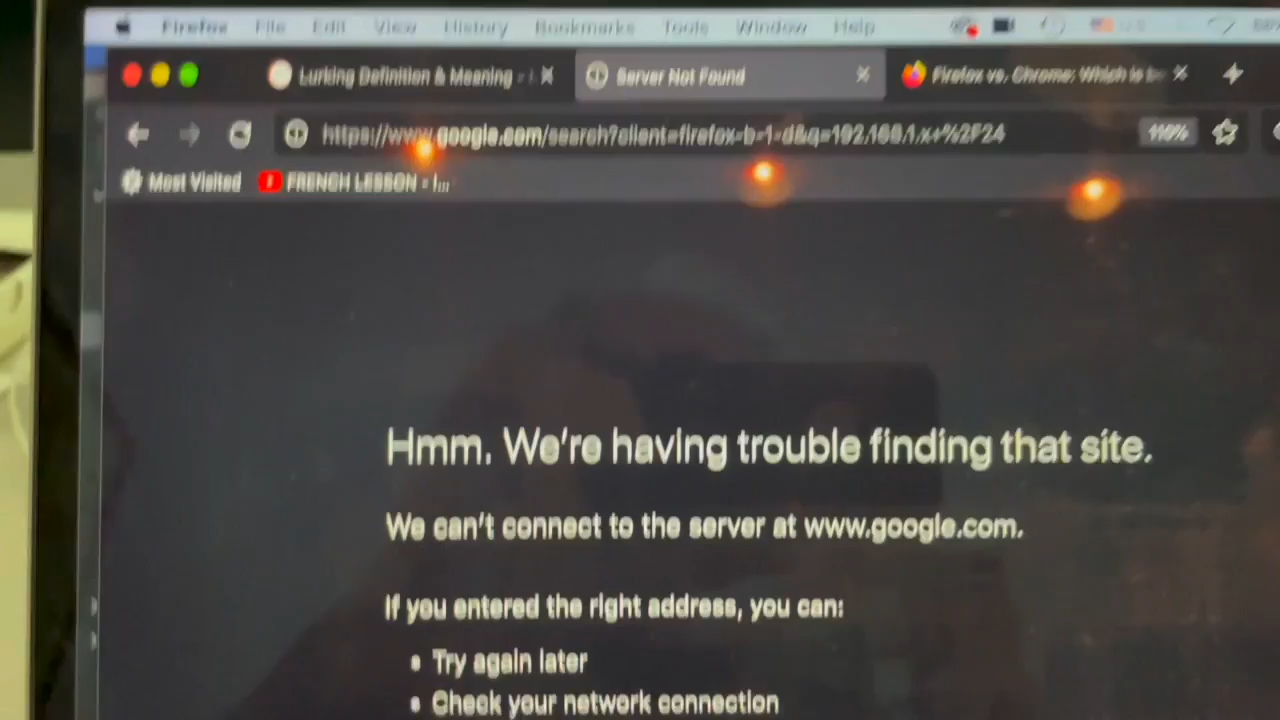 Firefox File Edit View History Bookmarks Tools Window Help
Lurking Definition & Meaning - Server Not Found Firefox vs. Chrome: Which is be
https://www.google.com/search?client=firefox-b-1-d&q=192.168.1.x+%2F24 110%
Most Visited FRENCH LESSON - l...
Hmm. We're having trouble finding that site.
We can't connect to the server at www.google.com.
If you entered the right address, you can:
• Try again later
• Check your network connection